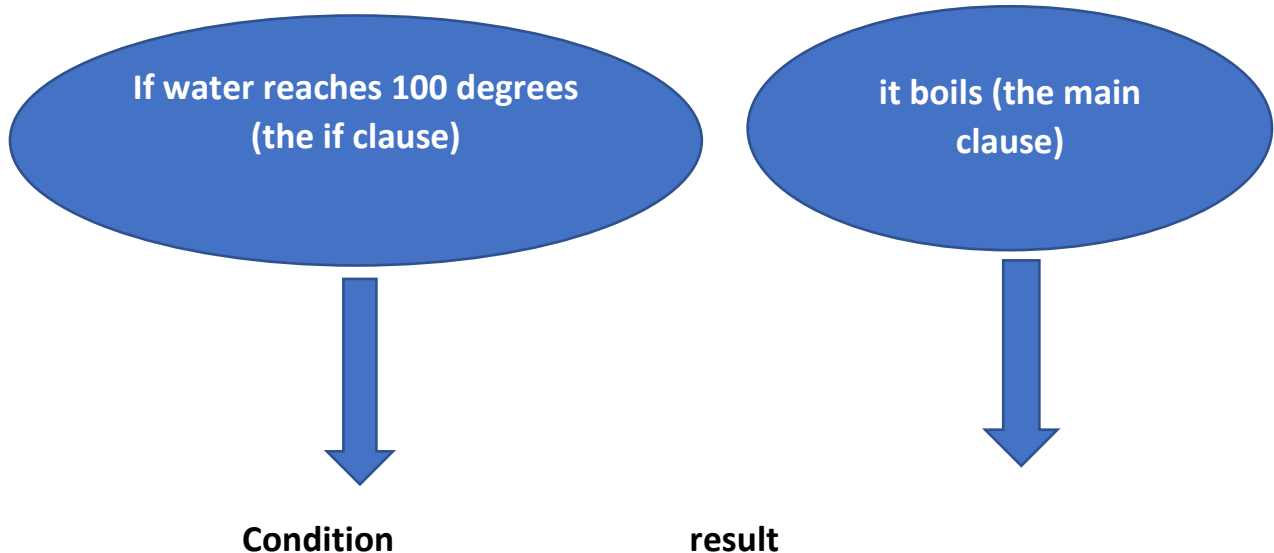 If water reaches 100 degrees
(the if clause)
it boils (the main
clause)
Condition
result